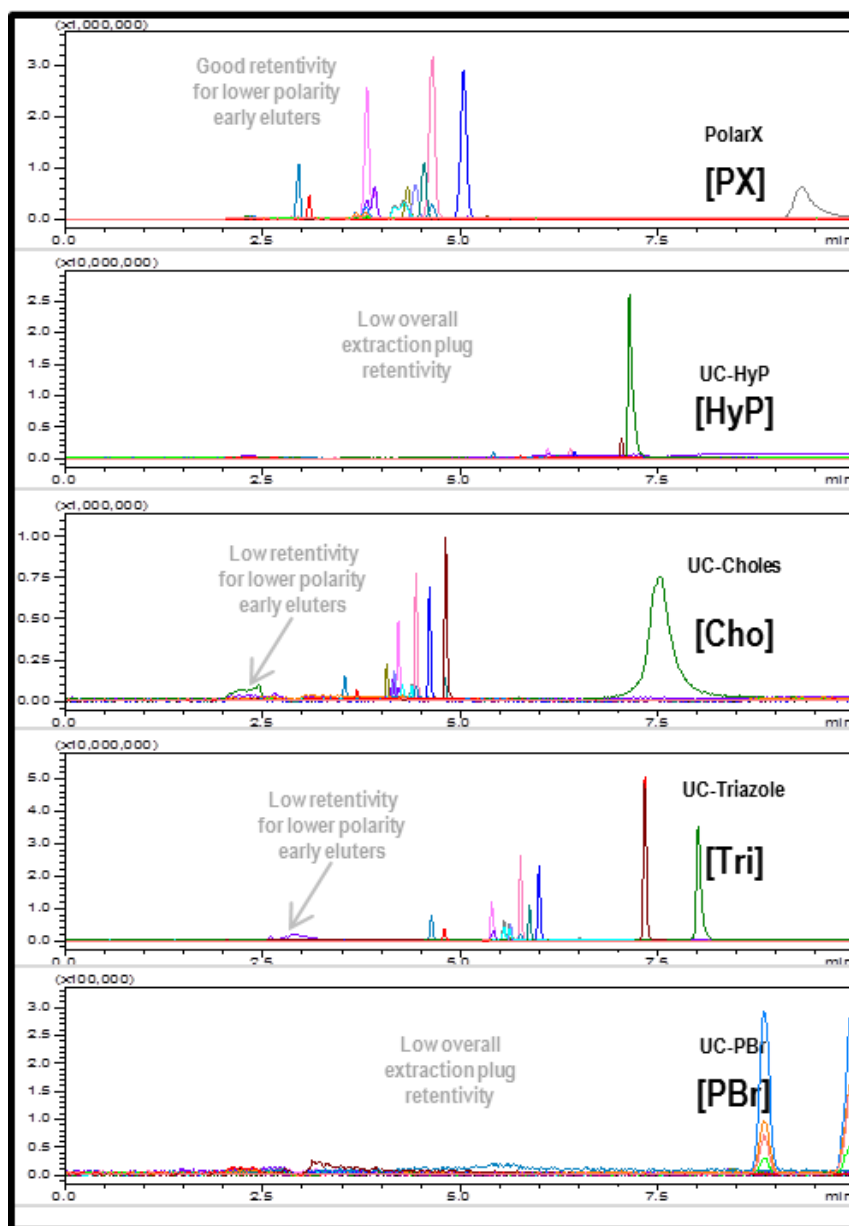 (x1,000,000)
3.0
2.0
1.0
0.0
Good retentivity
for lower polarity
early eluters
PolarX
[PX]
0.0 2.5 5.0 7.5 min
(x10,000,000)
2.5
2.0
1.5
1.0
0.5
0.0
Low overall
extraction plug
retentivity
UC-HyP
[HyP]
0.0 2.5 5.0 7.5 min
(x1,000,000)
1.00
0.75
0.50
0.25
0.00
Low retentivity
for lower polarity
early eluters
UC-Choles
[Cho]
0.0 2.5 5.0 7.5 min
(x10,000,000)
5.0
4.0
3.0
2.0
1.0
0.0
Low retentivity
for lower polarity
early eluters
UC-Triazole
[Tri]
0.0 2.5 5.0 7.5 min
(x100,000)
3.0
2.5
2.0
1.5
1.0
0.5
0.0
Low overall
extraction plug
retentivity
UC-PBr
[PBr]
0.0 2.5 5.0 7.5 min